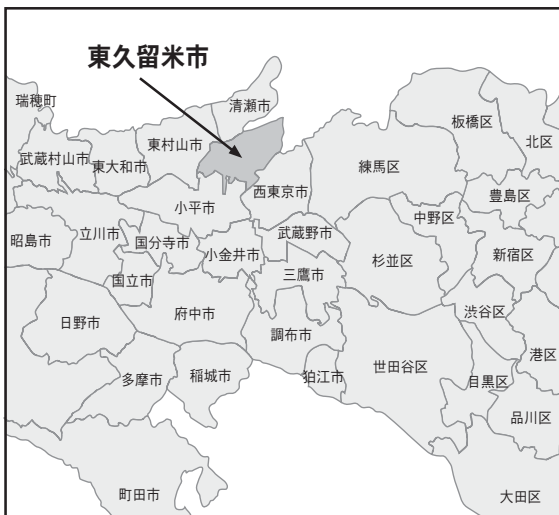 東久留米市
清瀬市
瑞穂町
板橋区
北区
東村山市
武蔵村山市
東大和市
練馬区
西東京市
豊島区
小平市
中野区
武蔵野市
昭島市
立川市
国分寺市
小金井市
杉並区
新宿区
三鷹市
国立市
渋谷区
府中市
日野市
調布市
港区
世田谷区
多摩市
稲城市
狛江市
目黒区
品川区
町田市
大田区